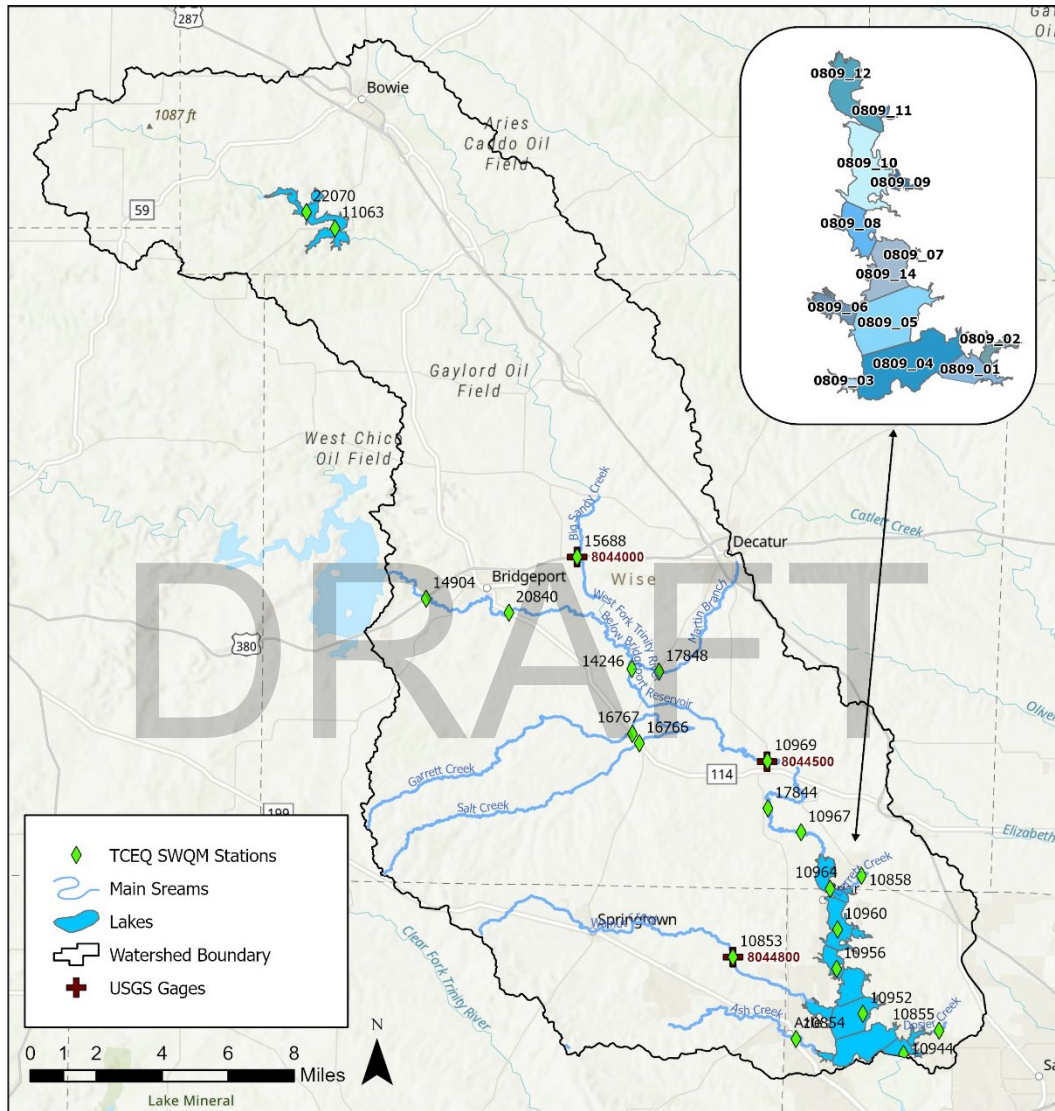 287
Bowie
1087 ft
Aries
Caddo Oil
Field
59
22070
11063
Gaylord Oil
Field
West Chico
Oil Field
0809_12
0809_11
0809_10
0809_09
0809_08
0809_07
0809_14
0809_06
0809_05
0809_02
0809_04
0809_01
0809_03
Catlett Creek
Big Sandy Creek
15688
8044000
Decatur
Wise
Bridgeport
14904
20840
West Fork Trinity River
Below Bridgeport Reservoir
Martin Branch
DRAFT
380
14246
17848
16767
16766
Garrett Creek
Salt Creek
10969
8044500
114
17844
10967
199
10964
10858
10960
Springtown
10853
8044800
10956
Clear Fork Trinity River
Ash Creek
10854
10952
10855
Dosier Creek
10944
TCEQ SWQM Stations
Main Sreams
Lakes
Watershed Boundary
USGS Gages
N
0 1 2 4 6 8
Miles
Lake Mineral